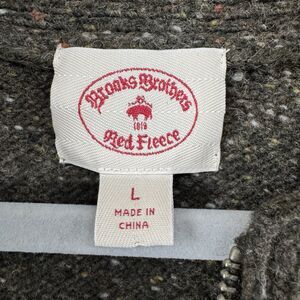 Brooks Brothers
1818
Red Fleece
L
MADE IN
CHINA